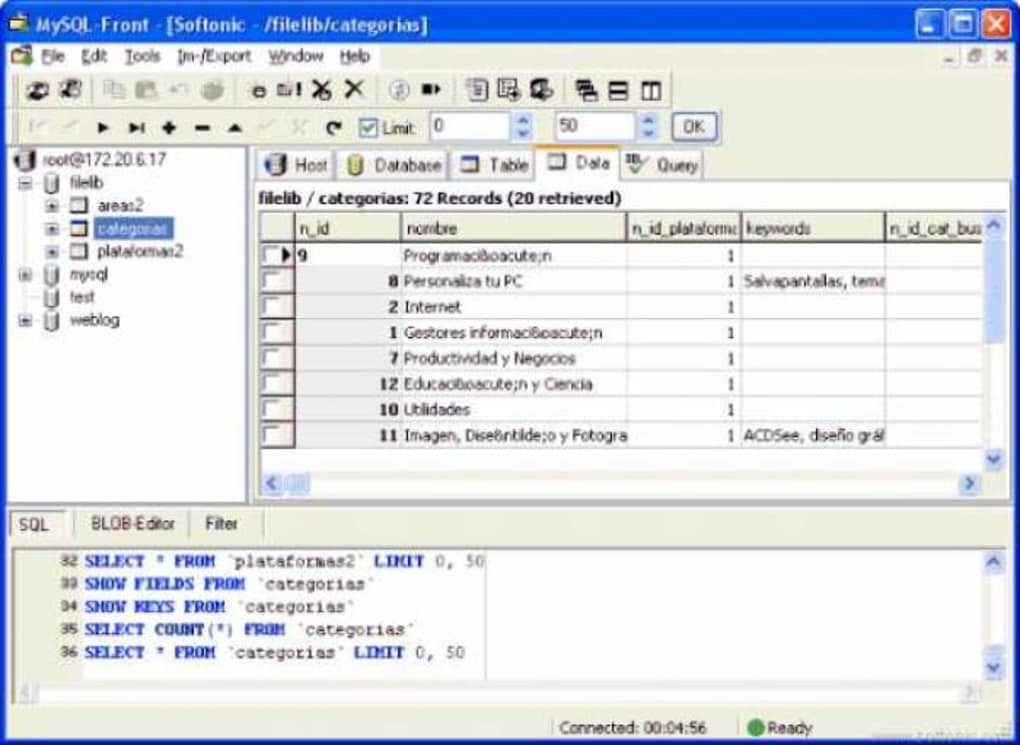 MySQL-Front - [Softonic - /filelib/categorias]
File Edit Tools Im-/Export Window Help
Limit 0 50 OK
root@172.20.6.17
filelib
areas2
categorias
plataformas2
mysql
test
weblog
Host Database Table Data Query
filelib / categorias: 72 Records (20 retrieved)
n_id nombre n_id_plataforma keywords n_id_cat_bus
9 Programaci&oacute;n 1
8 Personaliza tu PC 1 Salvapantallas, tema
2 Internet 1
1 Gestores informaci&oacute;n 1
7 Productividad y Negocios 1
12 Educaci&oacute;n y Ciencia 1
10 Utilidades 1
11 Imagen, Dise&ntilde;o y Fotogra 1 ACDSee, diseño gráf
SQL BLOB-Editor Filter
32 SELECT * FROM `plataformas2` LIMIT 0, 50
33 SHOW FIELDS FROM `categorias`
34 SHOW KEYS FROM `categorias`
35 SELECT COUNT(*) FROM `categorias`
36 SELECT * FROM `categorias` LIMIT 0, 50
Connected: 00:04:56 Ready